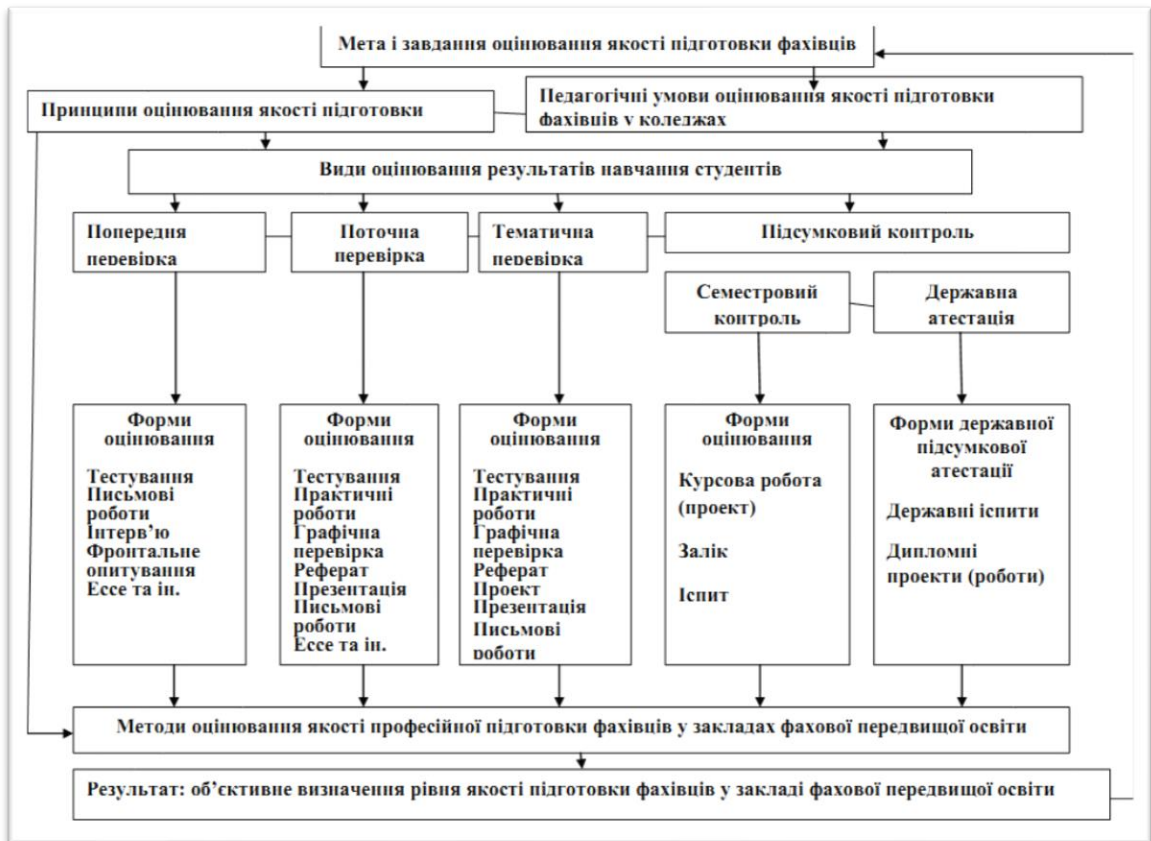 Мета і завдання оцінювання якості підготовки фахівців
Принципи оцінювання якості підготовки
Педагогічні умови оцінювання якості підготовки
фахівців у коледжах
Види оцінювання результатів навчання студентів
Попередня
перевірка
Поточна
перевірка
Тематична
перевірка
Підсумковий контроль
Семестровий
контроль
Державна
атестація
Форми
оцінювання
Тестування
Письмові
роботи
Інтерв’ю
Фронтальне
опитування
Ессе та ін.
Форми
оцінювання
Тестування
Практичні
роботи
Графічна
перевірка
Реферат
Презентація
Письмові
роботи
Ессе та ін.
Форми
оцінювання
Тестування
Практичні
роботи
Графічна
перевірка
Реферат
Проект
Презентація
Письмові
роботи
Форми
оцінювання
Курсова робота
(проект)
Залік
Іспит
Форми державної
підсумкової
атестації
Державні іспити
Дипломні
проекти (роботи)
Методи оцінювання якості професійної підготовки фахівців у закладах фахової передвищої освіти
Результат: об’єктивне визначення рівня якості підготовки фахівців у закладі фахової передвищої освіти